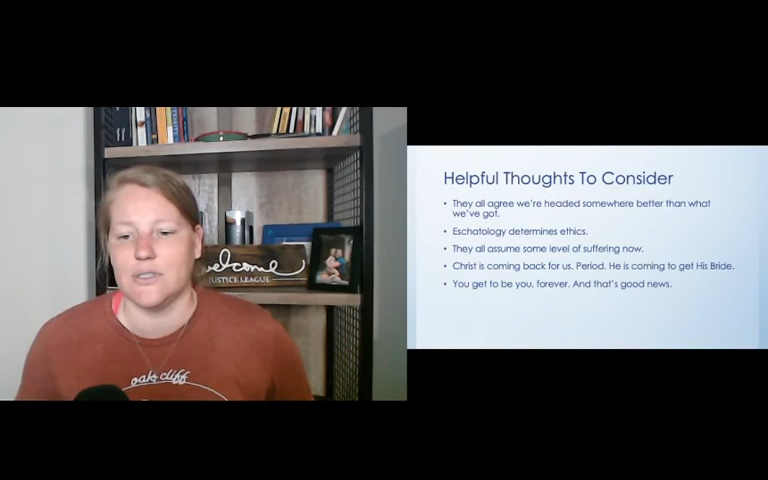 welcome
JUSTICE LEAGUE
oak cliff
Helpful Thoughts To Consider
• They all agree we're headed somewhere better than what
we've got.
• Eschatology determines ethics.
• They all assume some level of suffering now.
• Christ is coming back for us. Period. He is coming to get His Bride.
• You get to be you, forever. And that's good news.